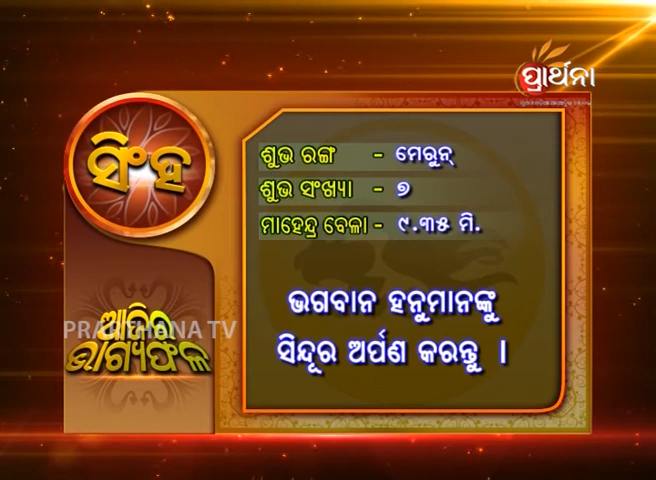 ପ୍ରାର୍ଥନା
ସିଂହ
ଶୁଭ ରଙ୍ଗ - ମେରୁନ୍
ଶୁଭ ସଂଖ୍ୟା - ୭
ମାହେନ୍ଦ୍ର ବେଳା - ୯.୩୫ ମି.
ଭଗବାନ ହନୁମାନଙ୍କୁ
ସିନ୍ଦୂର ଅର୍ପଣ କରନ୍ତୁ ।
PRARTHANA TV
ଆଜିର
ଭାଗ୍ୟଫଳ